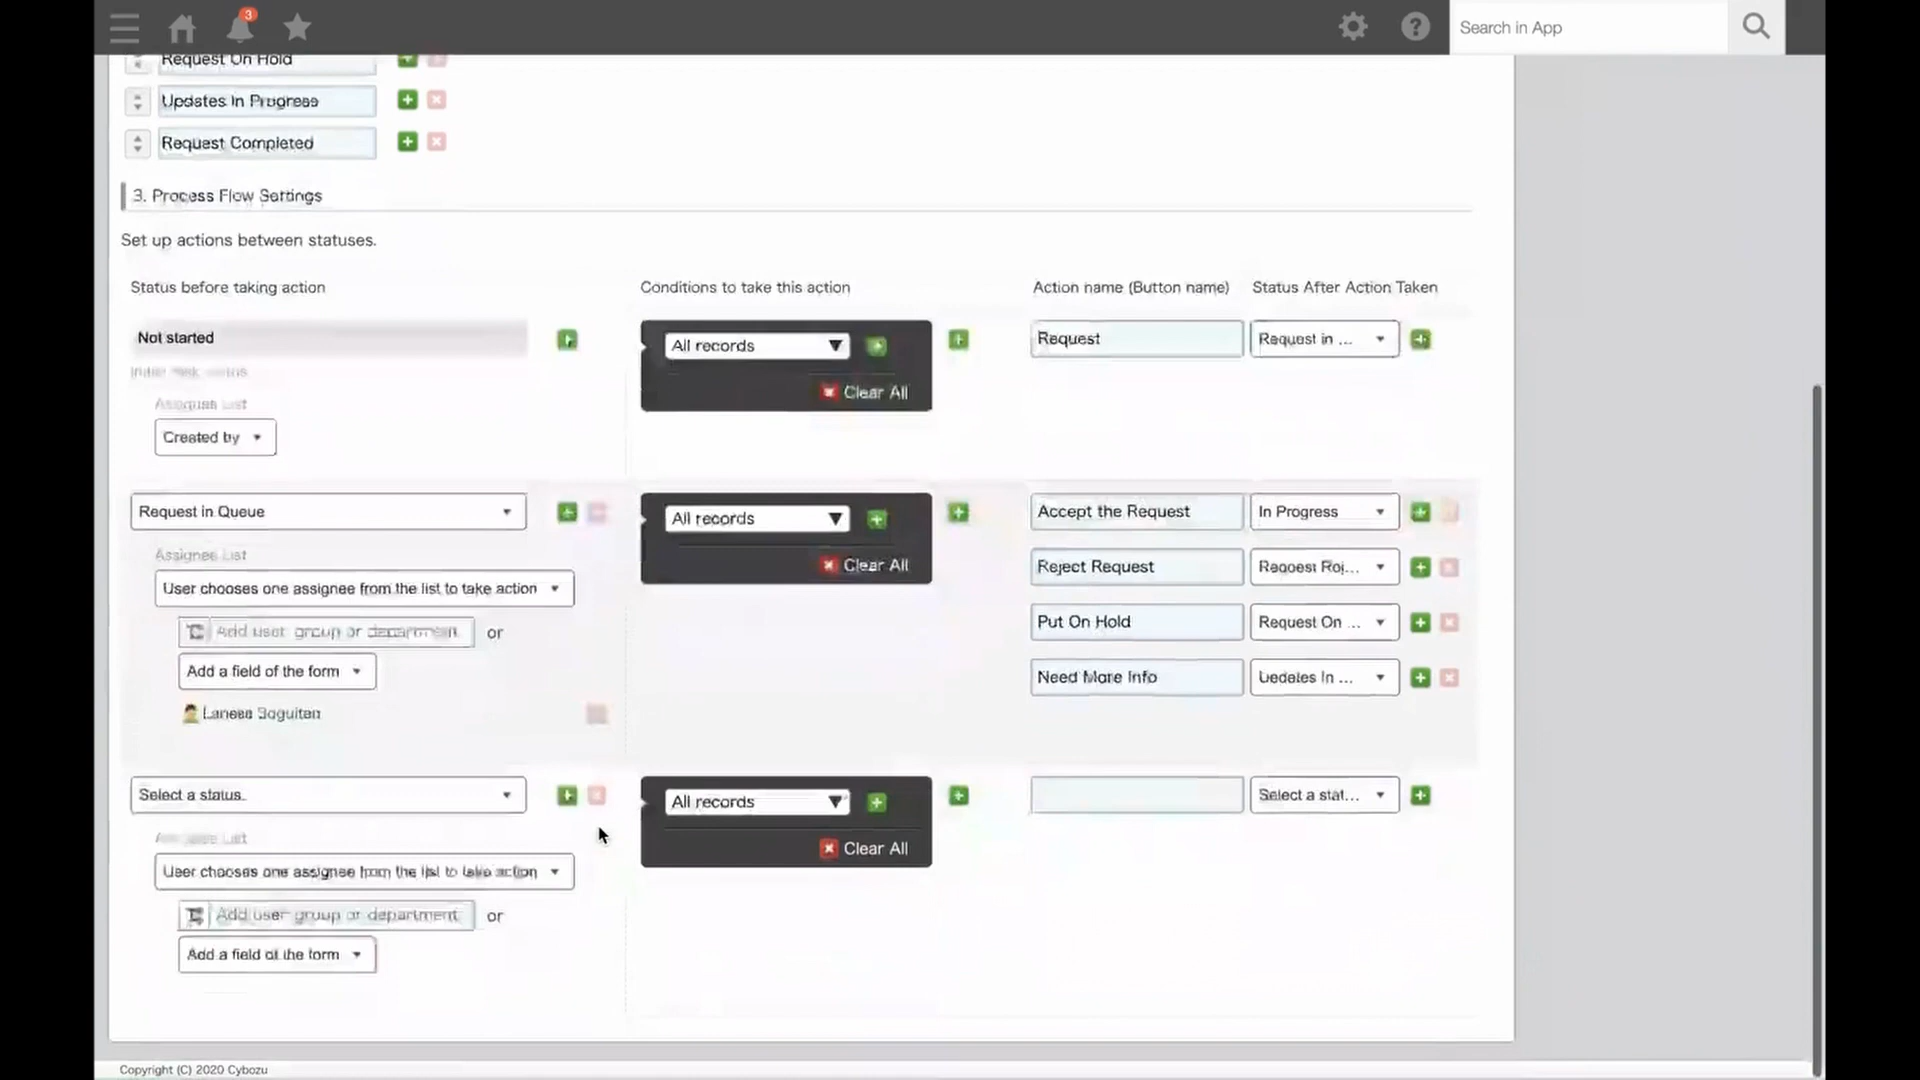 3
Search in App
Request On Hold
Updates In Progress
Request Completed
3. Process Flow Settings
Set up actions between statuses.
Status before taking action
Conditions to take this action
Action name (Button name)
Status After Action Taken
Not started
All records
Request
Request in ...
Clear All
Assignee List
Created by
Request in Queue
All records
Accept the Request
In Progress
Assignee List
Clear All
Reject Request
Request Rej...
User chooses one assignee from the list to take action
Add user, group or department
or
Put On Hold
Request On ...
Add a field of the form
Need More Info
Updates In ...
Select a status.
All records
Select a stat...
Assignee List
Clear All
User chooses one assignee from the list to take action
Add user, group or department
or
Add a field of the form
Copyright (C) 2020 Cybozu